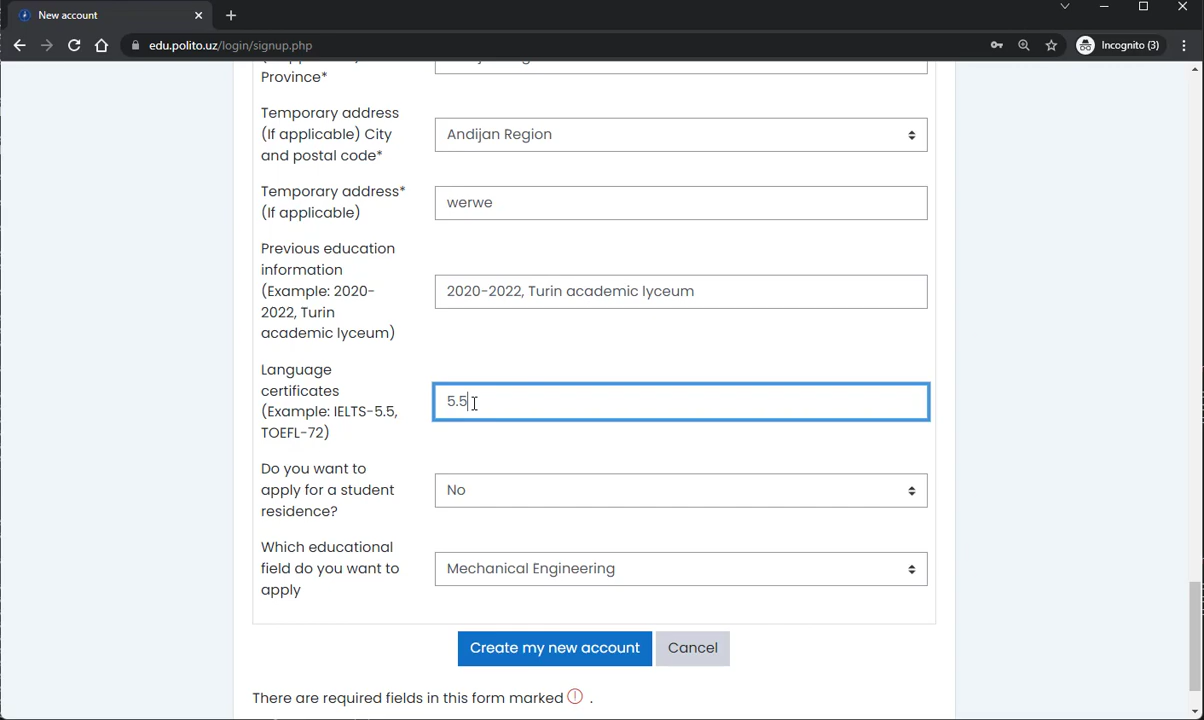 New account
edu.polito.uz/login/signup.php
Incognito (3)
Province*
Temporary address
(If applicable) City
and postal code*
Andijan Region
Temporary address*
(If applicable)
werwe
Previous education
information
(Example: 2020-
2022, Turin
academic lyceum)
2020-2022, Turin academic lyceum
Language
certificates
(Example: IELTS-5.5,
TOEFL-72)
5.5
Do you want to
apply for a student
residence?
No
Which educational
field do you want to
apply
Mechanical Engineering
Create my new account
Cancel
There are required fields in this form marked .